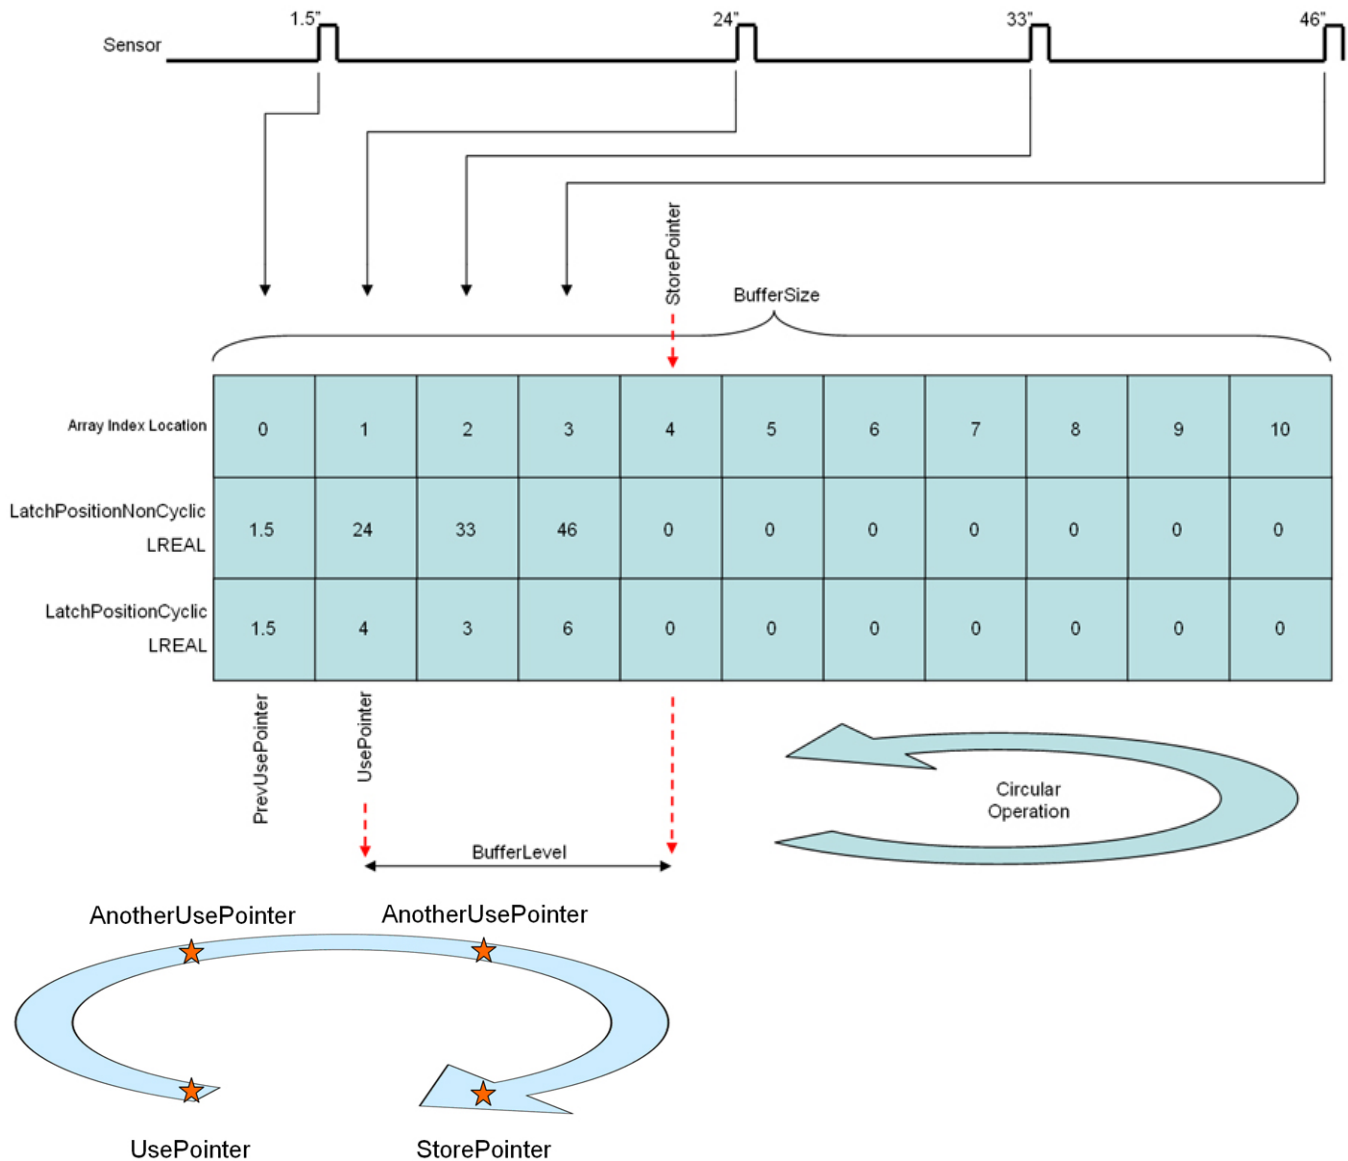 1.5" 24" 33" 46"
Sensor
StorePointer
BufferSize
Array Index Location 0 1 2 3 4 5 6 7 8 9 10
LatchPositionNonCyclic
LREAL 1.5 24 33 46 0 0 0 0 0 0 0
LatchPositionCyclic
LREAL 1.5 4 3 6 0 0 0 0 0 0 0
PrevUsePointer
UsePointer
Circular
Operation
BufferLevel
AnotherUsePointer AnotherUsePointer
UsePointer StorePointer